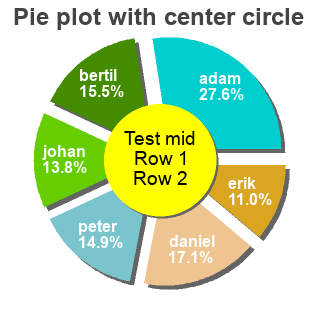 Pie plot with center circle
adam
27.6%
bertil
15.5%
johan
13.8%
peter
14.9%
daniel
17.1%
erik
11.0%
Test mid
Row 1
Row 2